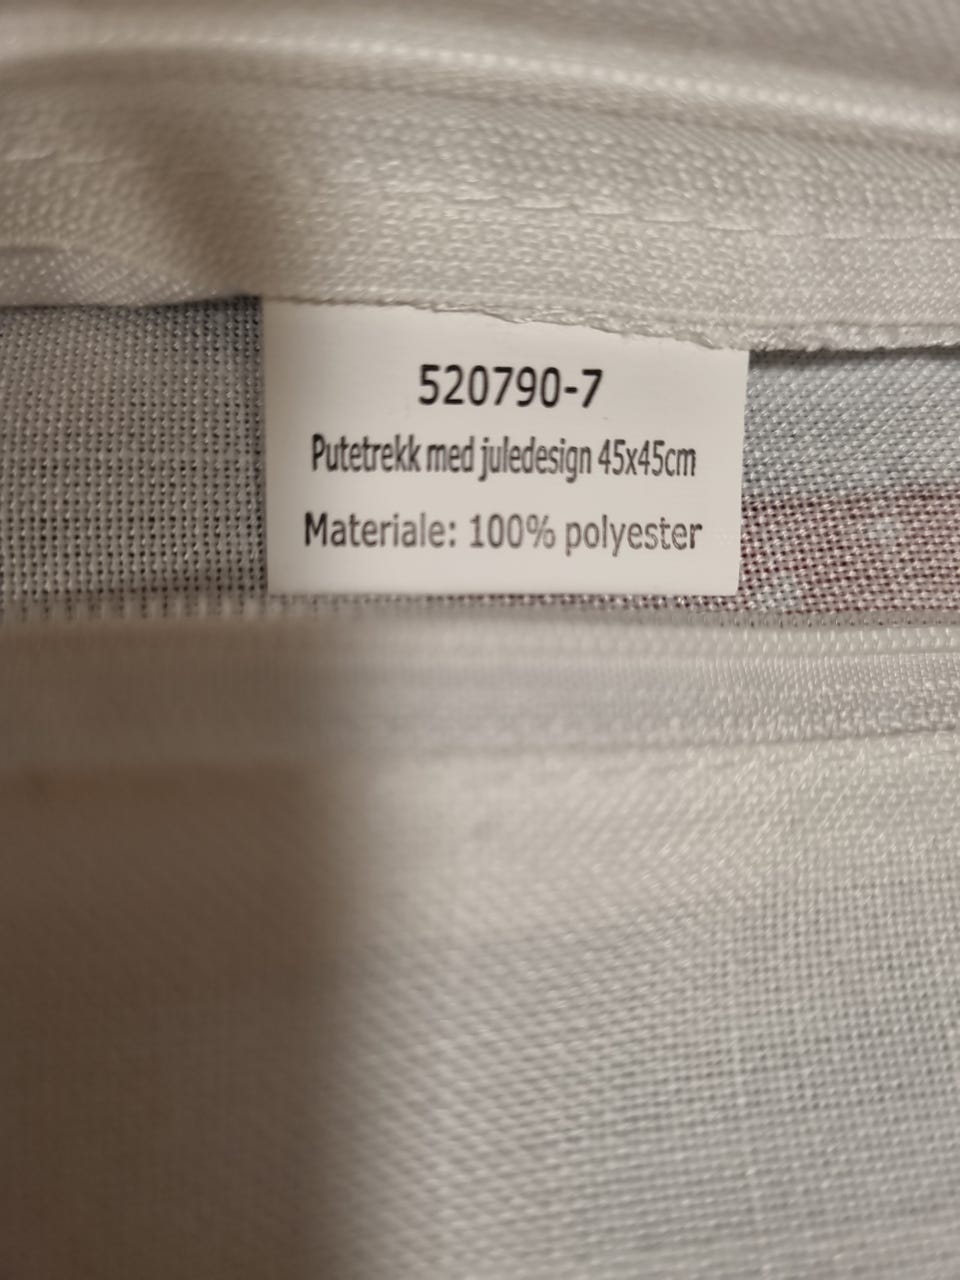 520790-7
Putetrekk med juledesign 45x45cm
Materiale: 100% polyester